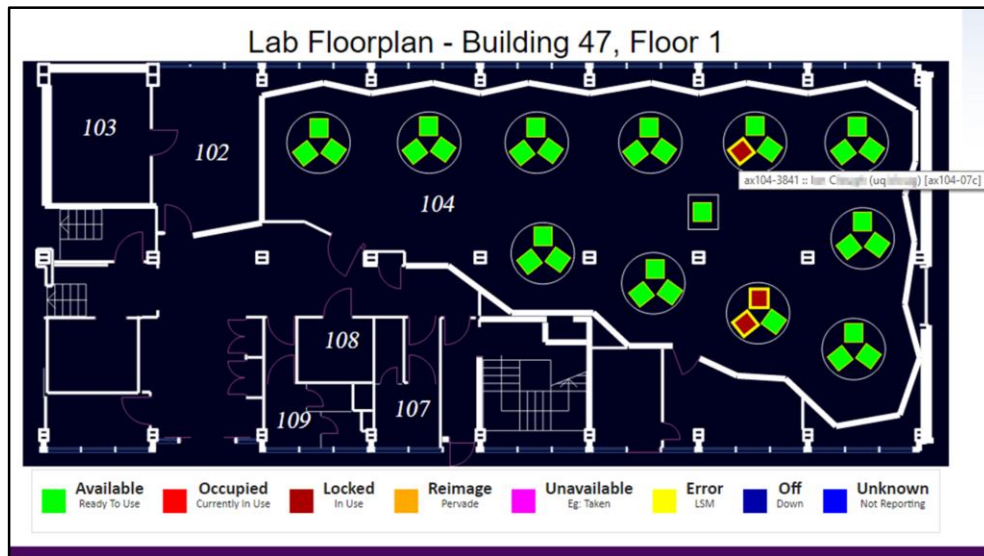 Lab Floorplan - Building 47, Floor 1
103
102
104
ax104-3841 :: (uq ) [ax104-07c]
108
109
107
Available Occupied Locked Reimage Unavailable Error Off Unknown
Ready To Use Currently In Use In Use Pervade Eg: Taken LSM Down Not Reporting